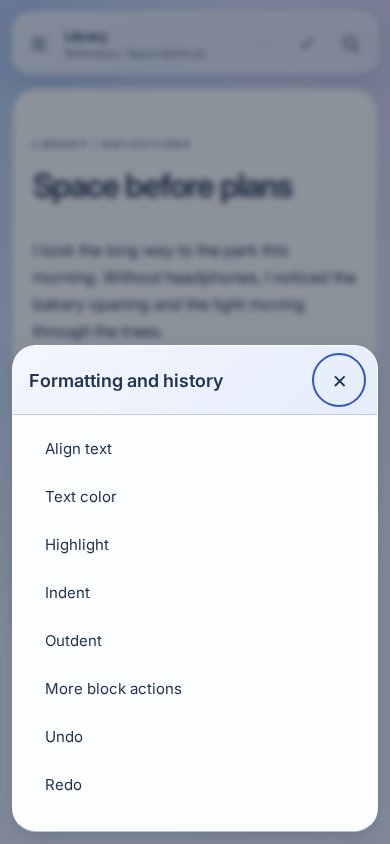 Library
LIBRARY / REFLECTIONS
Space before plans
I took the long way to the park this
morning. Without headphones, I noticed the
bakery opening and the light moving
through the trees.
Formatting and history
Align text
Text color
Highlight
Indent
Outdent
More block actions
Undo
Redo